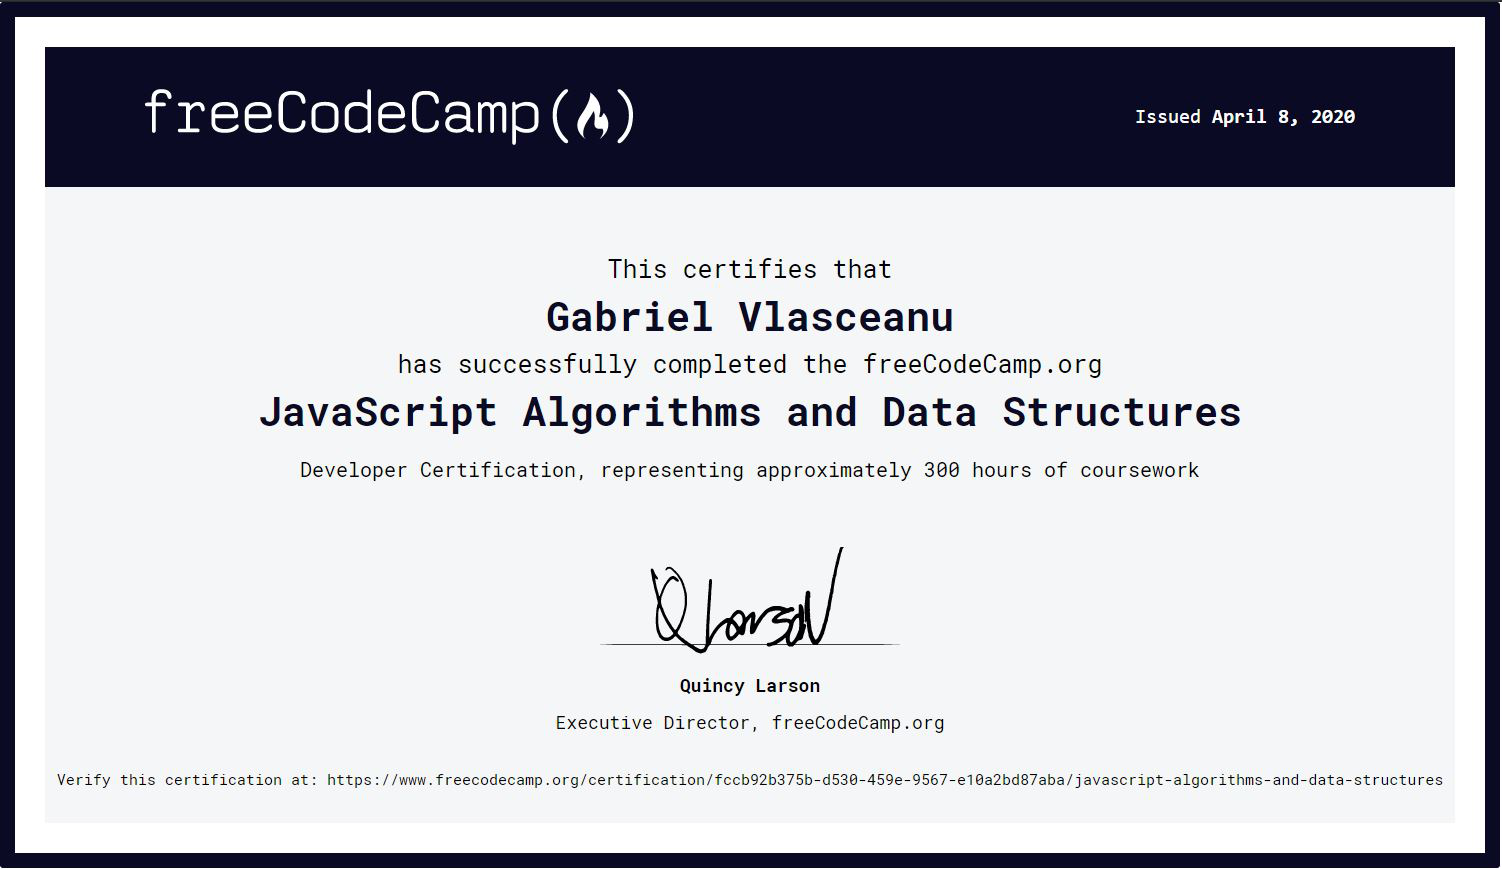 freeCodeCamp()
Issued April 8, 2020
This certifies that
Gabriel Vlasceanu
has successfully completed the freeCodeCamp.org
JavaScript Algorithms and Data Structures
Developer Certification, representing approximately 300 hours of coursework
Q Larson
Quincy Larson
Executive Director, freeCodeCamp.org
Verify this certification at: https://www.freecodecamp.org/certification/fccb92b375b-d530-459e-9567-e10a2bd87aba/javascript-algorithms-and-data-structures